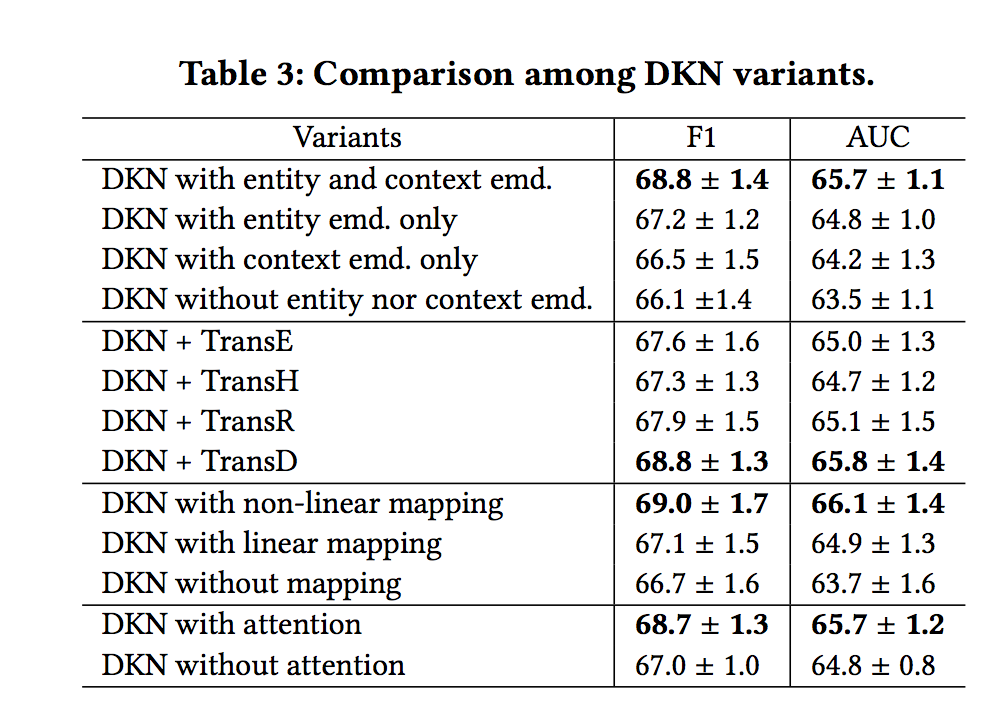 Table 3: Comparison among DKN variants.
Variants F1 AUC
DKN with entity and context emd. 68.8 ± 1.4 65.7 ± 1.1
DKN with entity emd. only 67.2 ± 1.2 64.8 ± 1.0
DKN with context emd. only 66.5 ± 1.5 64.2 ± 1.3
DKN without entity nor context emd. 66.1 ±1.4 63.5 ± 1.1
DKN + TransE 67.6 ± 1.6 65.0 ± 1.3
DKN + TransH 67.3 ± 1.3 64.7 ± 1.2
DKN + TransR 67.9 ± 1.5 65.1 ± 1.5
DKN + TransD 68.8 ± 1.3 65.8 ± 1.4
DKN with non-linear mapping 69.0 ± 1.7 66.1 ± 1.4
DKN with linear mapping 67.1 ± 1.5 64.9 ± 1.3
DKN without mapping 66.7 ± 1.6 63.7 ± 1.6
DKN with attention 68.7 ± 1.3 65.7 ± 1.2
DKN without attention 67.0 ± 1.0 64.8 ± 0.8